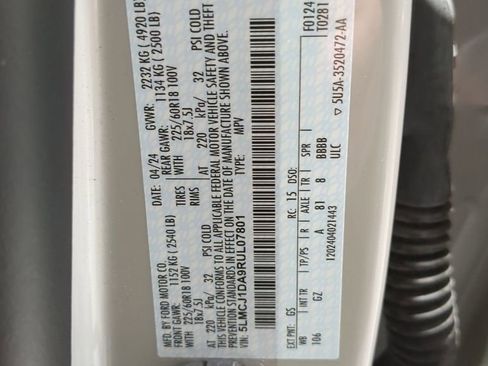 MFD. BY FORD MOTOR CO.
04/24 GVWR: 2232 KG ( 4920 LB)
FRONT GAWR: 1152 KG ( 2540 LB)
REAR GAWR: 1134 KG ( 2500 LB)
WITH 225/60R18 100V TIRES
WITH 225/60R18 100V
18x7.5J RIMS
18x7.5J
AT 220 kPa/ 32 PSI COLD
AT 220 kPa/ 32 PSI COLD
THIS VEHICLE CONFORMS TO ALL APPLICABLE FEDERAL MOTOR VEHICLE SAFETY AND THEFT
PREVENTION STANDARDS IN EFFECT ON THE DATE OF MANUFACTURE SHOWN ABOVE.
VIN: 5LMCJ1DA9RUL07801
TYPE: MPV
F0124
T0281
EXT PNT: GS RC: 15 DSO:
WB INT TR TP/PS R AXLE TR SPR
106 GZ A 81 8 BBBB
1202404021443 ULC
▽ 5U5A-3520472-AA